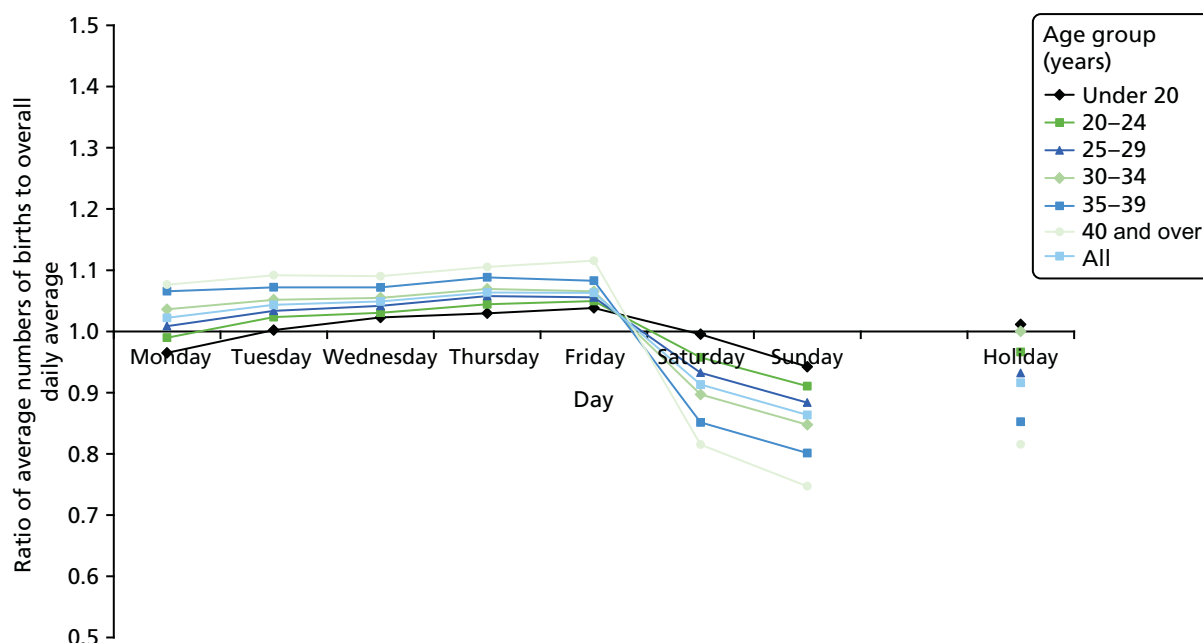 Ratio of average numbers of births to overall
daily average
1.5
1.4
1.3
1.2
1.1
1.0
0.9
0.8
0.7
0.6
0.5
Monday Tuesday Wednesday Thursday Friday Saturday Sunday Holiday
Day
Age group
(years)
Under 20
20–24
25–29
30–34
35–39
40 and over
All